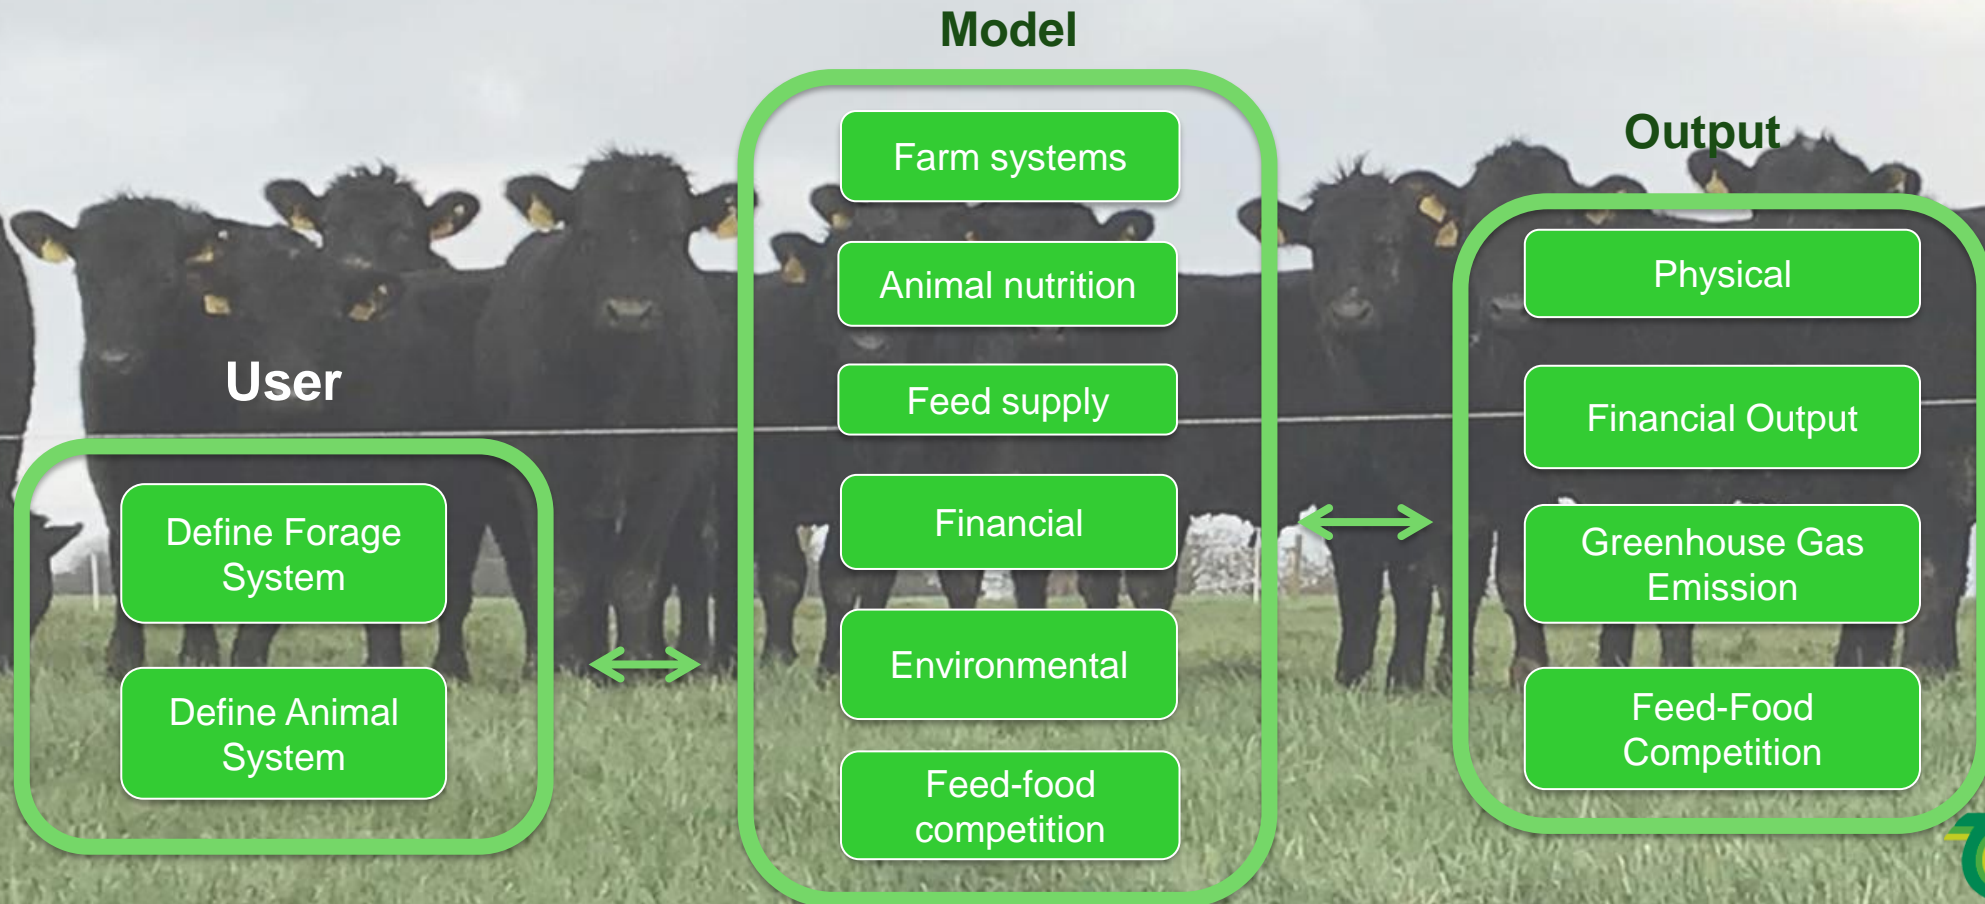 Model
Farm systems
Animal nutrition
Feed supply
Financial
Environmental
Feed-food
competition
User
Define Forage
System
Define Animal
System
Output
Physical
Financial Output
Greenhouse Gas
Emission
Feed-Food
Competition